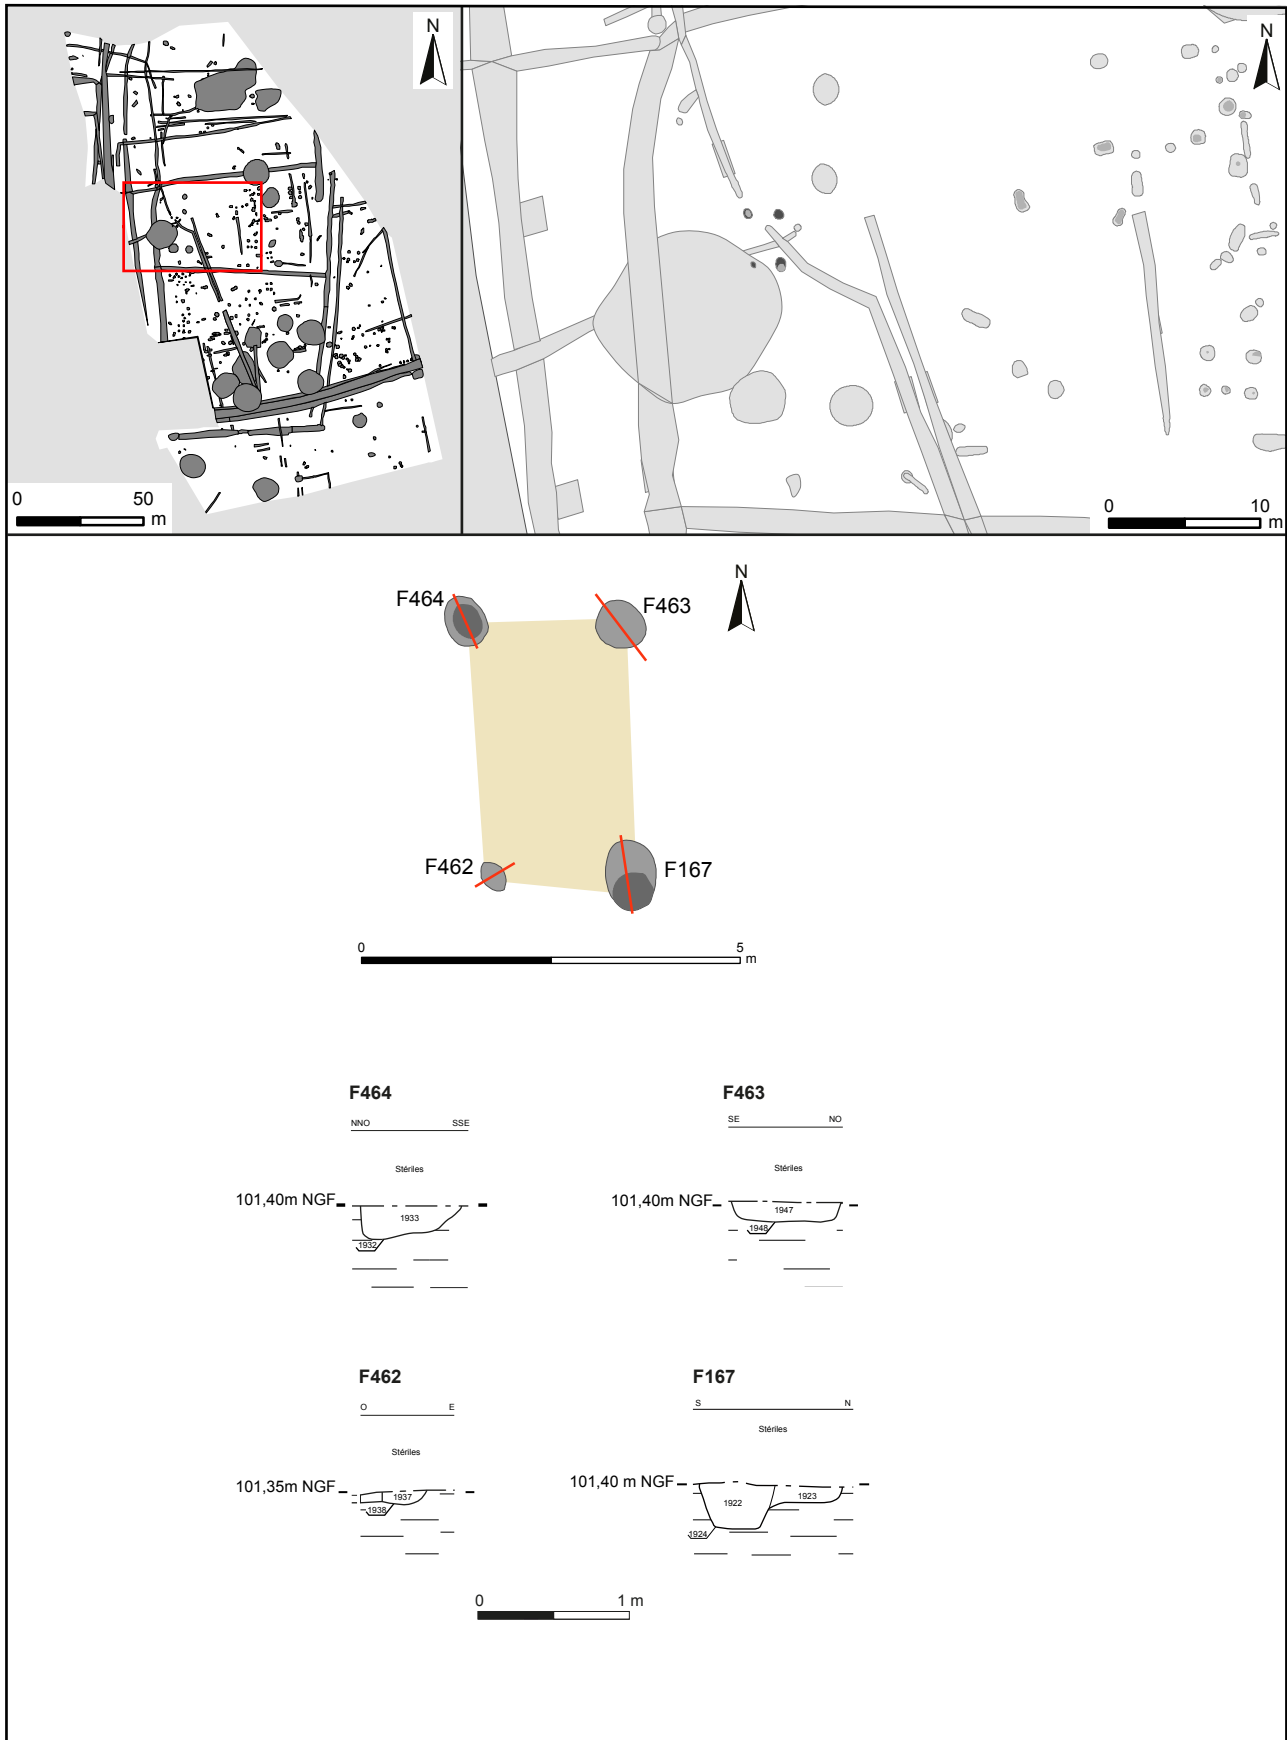 N
0 50
m
N
0 10
m
N
F464
F463
F462
F167
0 5
m
F464
NNO SSE
Stériles
101,40m NGF
1933
1932
F463
SE NO
Stériles
101,40m NGF
1947
1948
F462
O E
Stériles
101,35m NGF
1937
1938
F167
S N
Stériles
101,40 m NGF
1922
1923
1924
0 1 m